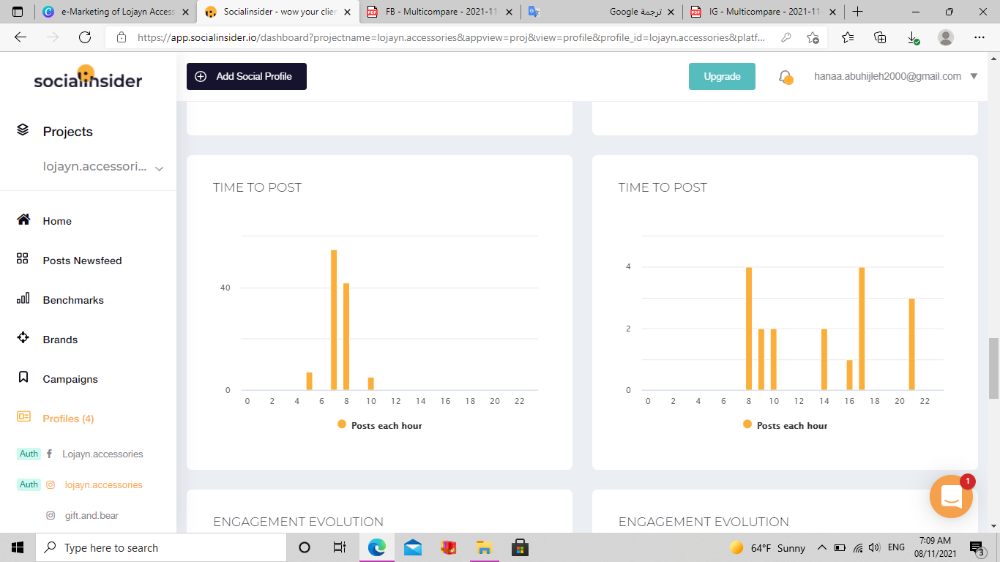 e-Marketing of Lojayn Access
Socialinsider - wow your clien
FB - Multicompare - 2021-11-
ترجمة Google
IG - Multicompare - 2021-11-
https://app.socialinsider.io/dashboard?projectname=lojayn.accessories&appview=proj&view=profile&profile_id=lojayn.accessories&platf...
socialinsider
Add Social Profile
Upgrade
hanaa.abuhijleh2000@gmail.com
Projects
lojayn.accessori...
Home
Posts Newsfeed
Benchmarks
Brands
Campaigns
Profiles (4)
Auth Lojayn.accessories
Auth lojayn.accessories
gift.and.bear
TIME TO POST
40
0
0 2 4 6 8 10 12 14 16 18 20 22
Posts each hour
TIME TO POST
4
2
0
0 2 4 6 8 10 12 14 16 18 20 22
Posts each hour
1
ENGAGEMENT EVOLUTION
ENGAGEMENT EVOLUTION
Type here to search
64°F Sunny
ENG
7:09 AM
08/11/2021
3